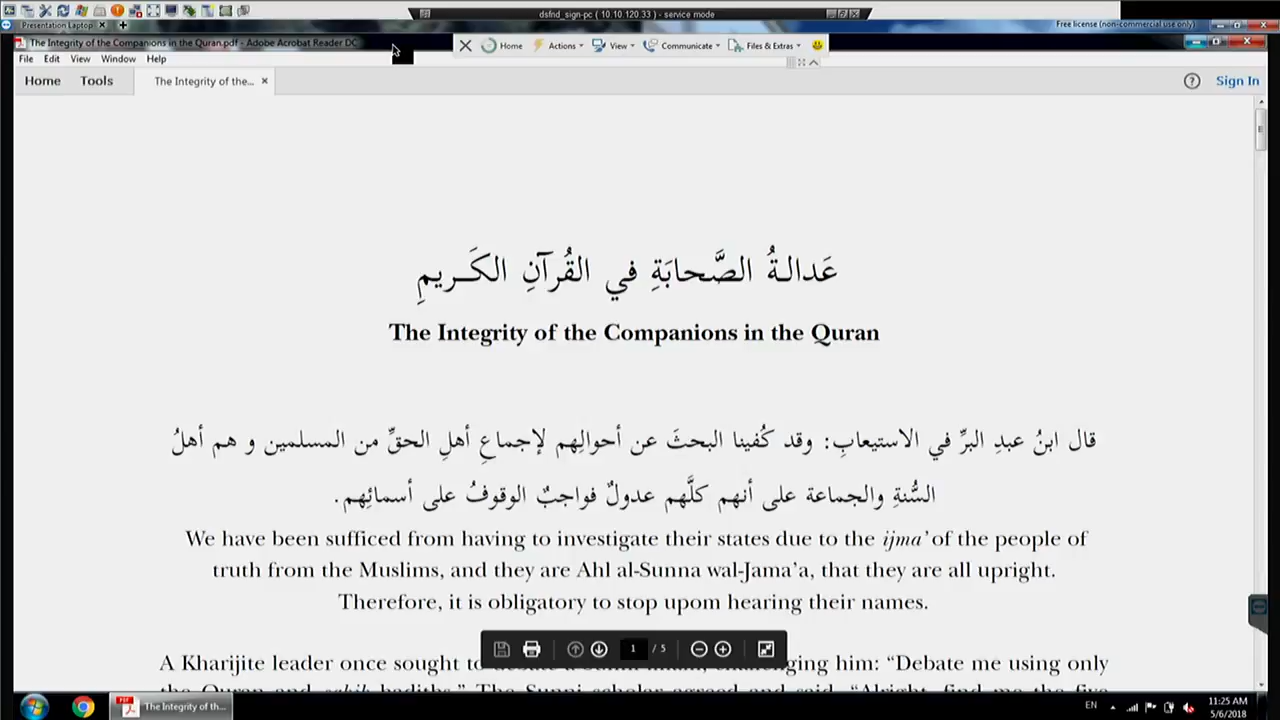 dsfnd_sign-pc ( 10.10.120.33 ) - service mode
Presentation Laptop
Free license (non-commercial use only)
The Integrity of the Companions in the Quran.pdf - Adobe Acrobat Reader DC
Home Actions View Communicate Files & Extras
File Edit View Window Help
Home Tools The Integrity of the... Sign In
عَدالـةُ الصَّحابَةِ في القُرآنِ الكَـريمِ
The Integrity of the Companions in the Quran
قال ابنُ عبدِ البرِّ في الاستيعابِ: وقد كُفينا البحثَ عن أحوالِهم لإجماعِ أهلِ الحقِّ من المسلمين و هم أهلُ
السُّنةِ والجماعة على أنهم كلَّهم عدولٌ فواجبٌ الوقوفُ على أسمائِهم.
We have been sufficed from having to investigate their states due to the ijma' of the people of
truth from the Muslims, and they are Ahl al-Sunna wal-Jama'a, that they are all upright.
Therefore, it is obligatory to stop upom hearing their names.
1 / 5
A Kharijite leader once sought to him: "Debate me using only
The Integrity of th...
EN
11:25 AM
5/6/2018